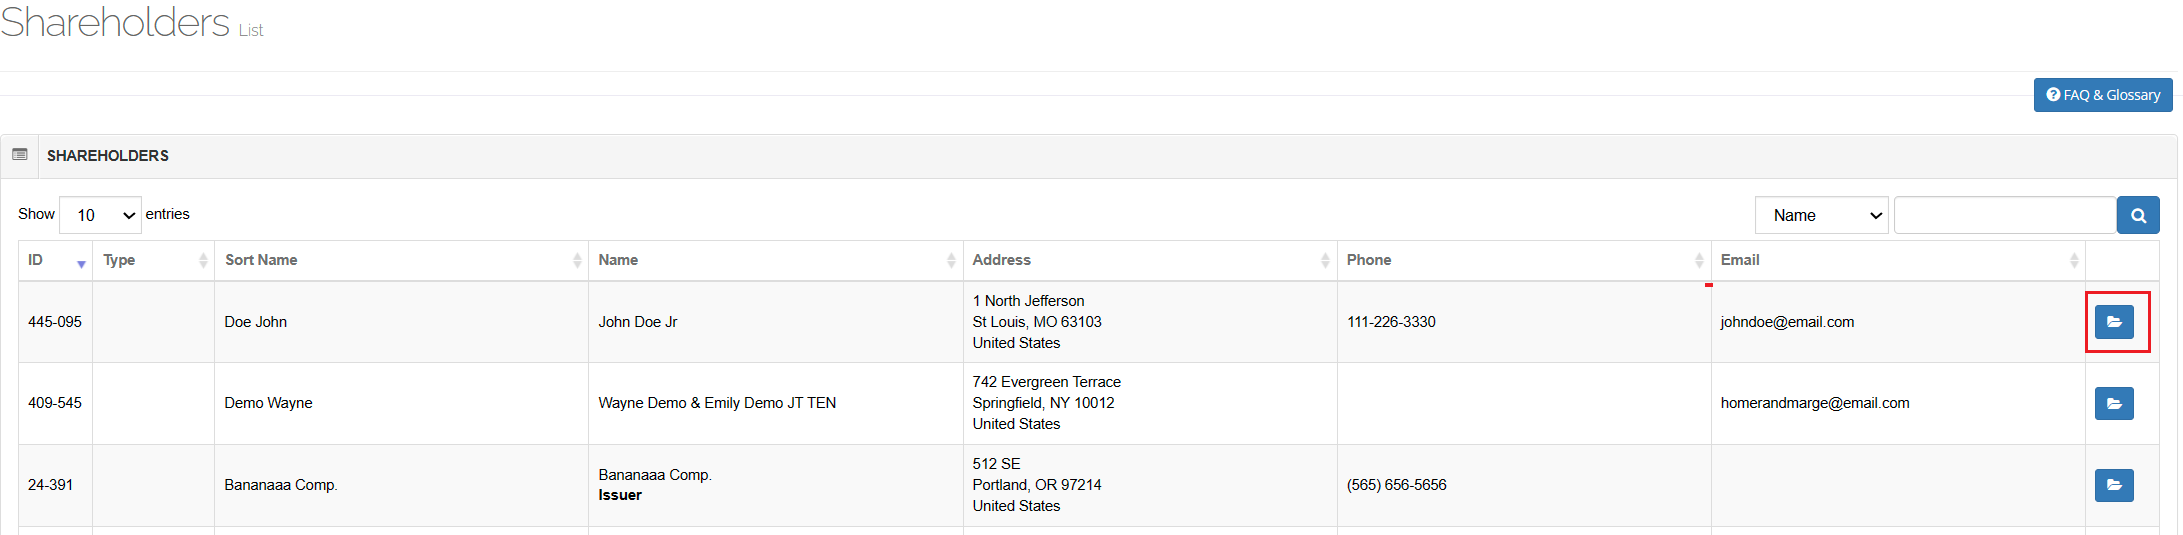 Shareholders List
FAQ & Glossary
SHAREHOLDERS
Show 10 entries Name
ID Type Sort Name Name Address Phone Email
445-095 Doe John John Doe Jr 1 North Jefferson
St Louis, MO 63103
United States 111-226-3330 johndoe@email.com
409-545 Demo Wayne Wayne Demo & Emily Demo JT TEN 742 Evergreen Terrace
Springfield, NY 10012
United States homerandmarge@email.com
24-391 Bananaaa Comp. Bananaaa Comp.
Issuer 512 SE
Portland, OR 97214
United States (565) 656-5656